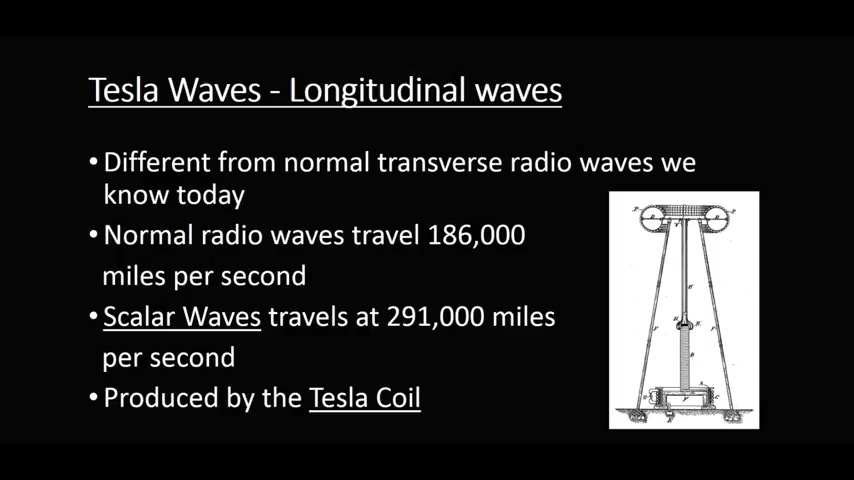 Tesla Waves - Longitudinal waves
• Different from normal transverse radio waves we
know today
• Normal radio waves travel 186,000
miles per second
• Scalar Waves travels at 291,000 miles
per second
• Produced by the Tesla Coil